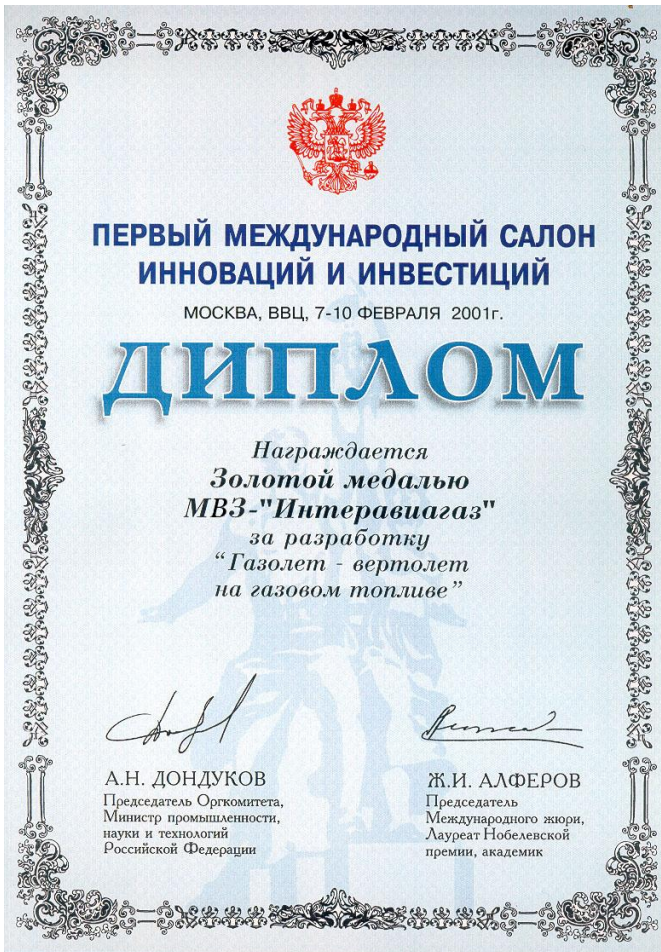 ПЕРВЫЙ МЕЖДУНАРОДНЫЙ САЛОН
ИННОВАЦИЙ И ИНВЕСТИЦИЙ
МОСКВА, ВВЦ, 7-10 ФЕВРАЛЯ 2001г.
ДИПЛОМ
Награждается
Золотой медалью
МВЗ-"Интеравиагаз"
за разработку
“Газолет - вертолет
на газовом топливе”
А.Н. ДОНДУКОВ
Председатель Оргкомитета,
Министр промышленности,
науки и технологий
Российской Федерации
Ж.И. АЛФЕРОВ
Председатель
Международного жюри,
Лауреат Нобелевской
премии, академик